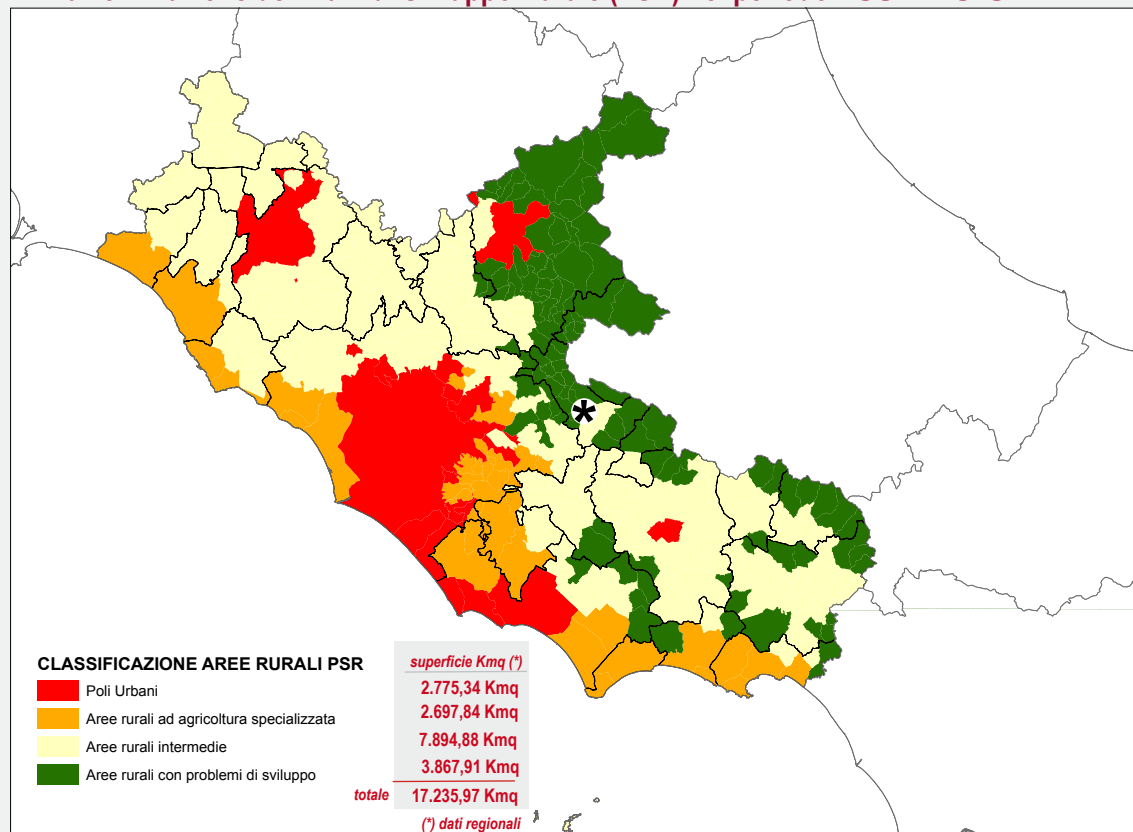 CLASSIFICAZIONE AREE RURALI PSR
superficie Kmq (*)
Poli Urbani
2.775,34 Kmq
Aree rurali ad agricoltura specializzata
2.697,84 Kmq
Aree rurali intermedie
7.894,88 Kmq
Aree rurali con problemi di sviluppo
3.867,91 Kmq
totale 17.235,97 Kmq
(*) dati regionali
*